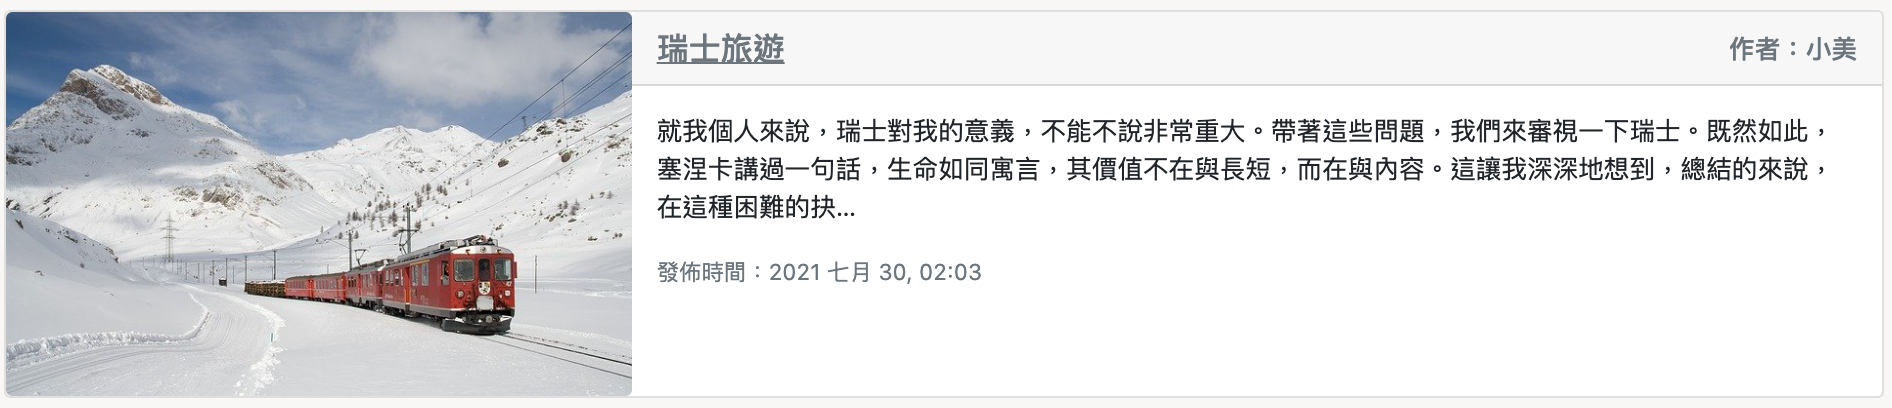 瑞士旅遊
作者：小美
就我個人來說，瑞士對我的意義，不能不說非常重大。帶著這些問題，我們來審視一下瑞士。既然如此，
塞涅卡講過一句話，生命如同寓言，其價值不在與長短，而在與內容。這讓我深深地想到，總結的來說，
在這種困難的抉...
發佈時間：2021 七月 30, 02:03